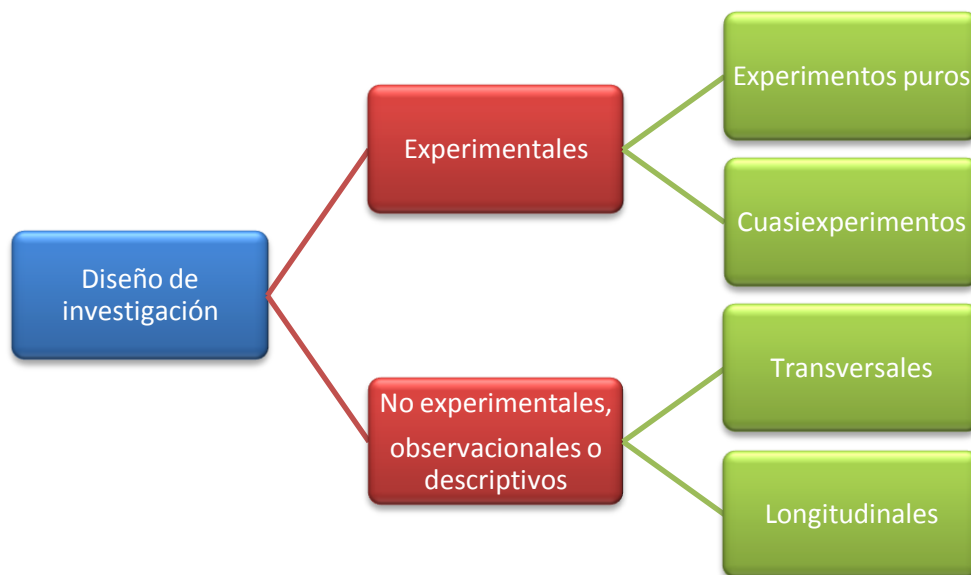 Diseño de
investigación
Experimentales
No experimentales,
observacionales o
descriptivos
Experimentos puros
Cuasiexperimentos
Transversales
Longitudinales